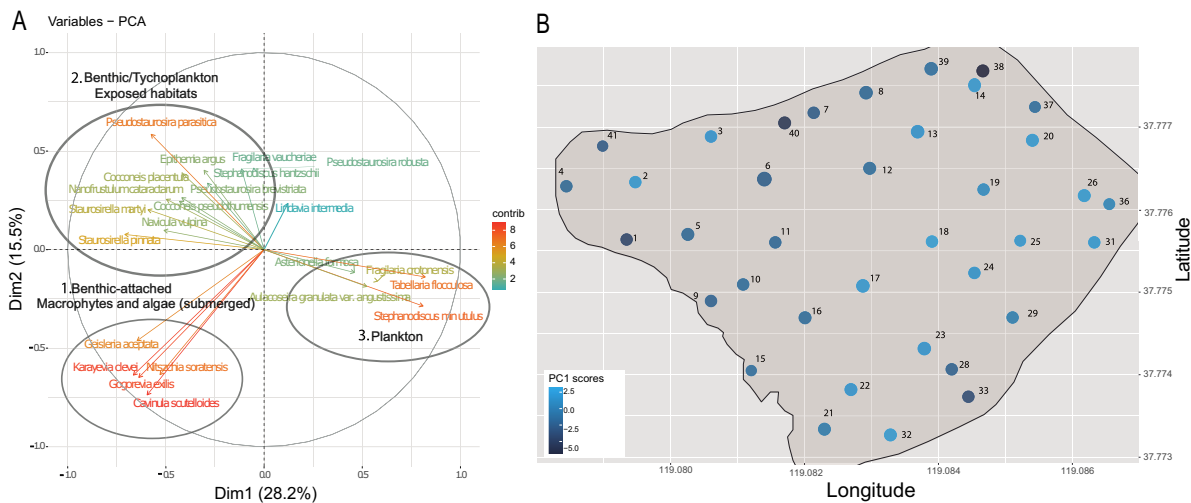 A
Variables − PCA
1.0
0.5
0.0
-0.5
-1.0
Dim2 (15.5%)
2. Benthic/Tychoplankton
Exposed habitats
Pseudostaurosira parasitica
Epithemia argus
Fragilaria vaucheriae
Pseudostaurosira robusta
Cocconeis placentula
Stephanodiscus hantzschii
Nanofrustulum cataractarum
Pseudostaurosira brevistriata
Staurosirella martyi
Cocconeis pseudothumensis
Lindavia intermedia
Navicula vulpina
Staurosira pinnata
1. Benthic-attached
Macrophytes and algae (submerged)
Asterionella formosa
Fragilaria crotonensis
Tabellaria flocculosa
Aulacoseira granulata var. angustissima
Stephanodiscus minutulus
3. Plankton
Geisleria aceptata
Karayevia clevei
Nitzschia soratensis
Gogorevia exilis
Cavinula scutelloides
contrib
8
6
4
2
-1.0
-0.5
0.0
0.5
1.0
Dim1 (28.2%)
B
39
38
14
8
37
7
40
3
13
20
41
6
12
4
2
19
26
36
1
5
11
18
25
31
24
10
17
9
16
29
23
15
28
22
33
21
32
PC1 scores
2.5
0.0
-2.5
-5.0
37.777
37.776
37.775
37.774
37.773
Latitude
119.080
119.082
119.084
119.086
Longitude